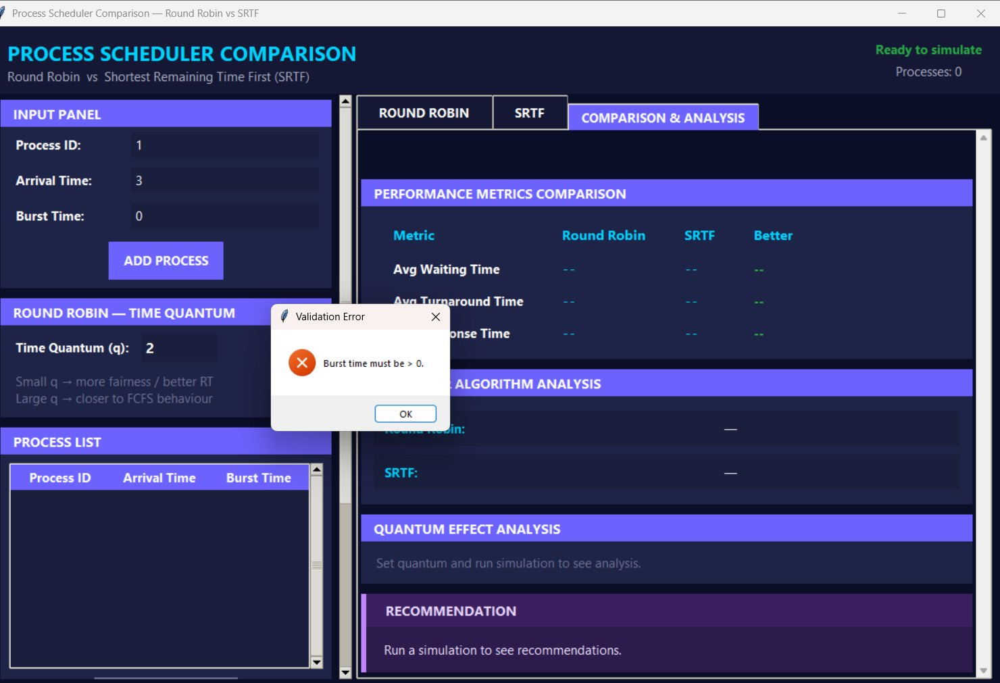 Process Scheduler Comparison — Round Robin vs SRTF
PROCESS SCHEDULER COMPARISON
Round Robin vs Shortest Remaining Time First (SRTF)
Ready to simulate
Processes: 0
INPUT PANEL
Process ID: 1
Arrival Time: 3
Burst Time: 0
ADD PROCESS
ROUND ROBIN — TIME QUANTUM
Time Quantum (q): 2
Small q → more fairness / better RT
Large q → closer to FCFS behaviour
PROCESS LIST
Process ID Arrival Time Burst Time
Validation Error
Burst time must be > 0.
OK
ROUND ROBIN SRTF COMPARISON & ANALYSIS
PERFORMANCE METRICS COMPARISON
Metric Round Robin SRTF Better
Avg Waiting Time -- -- --
Avg Turnaround Time -- -- --
Time -- -- --
ALGORITHM ANALYSIS
Round Robin: —
SRTF: —
QUANTUM EFFECT ANALYSIS
Set quantum and run simulation to see analysis.
RECOMMENDATION
Run a simulation to see recommendations.